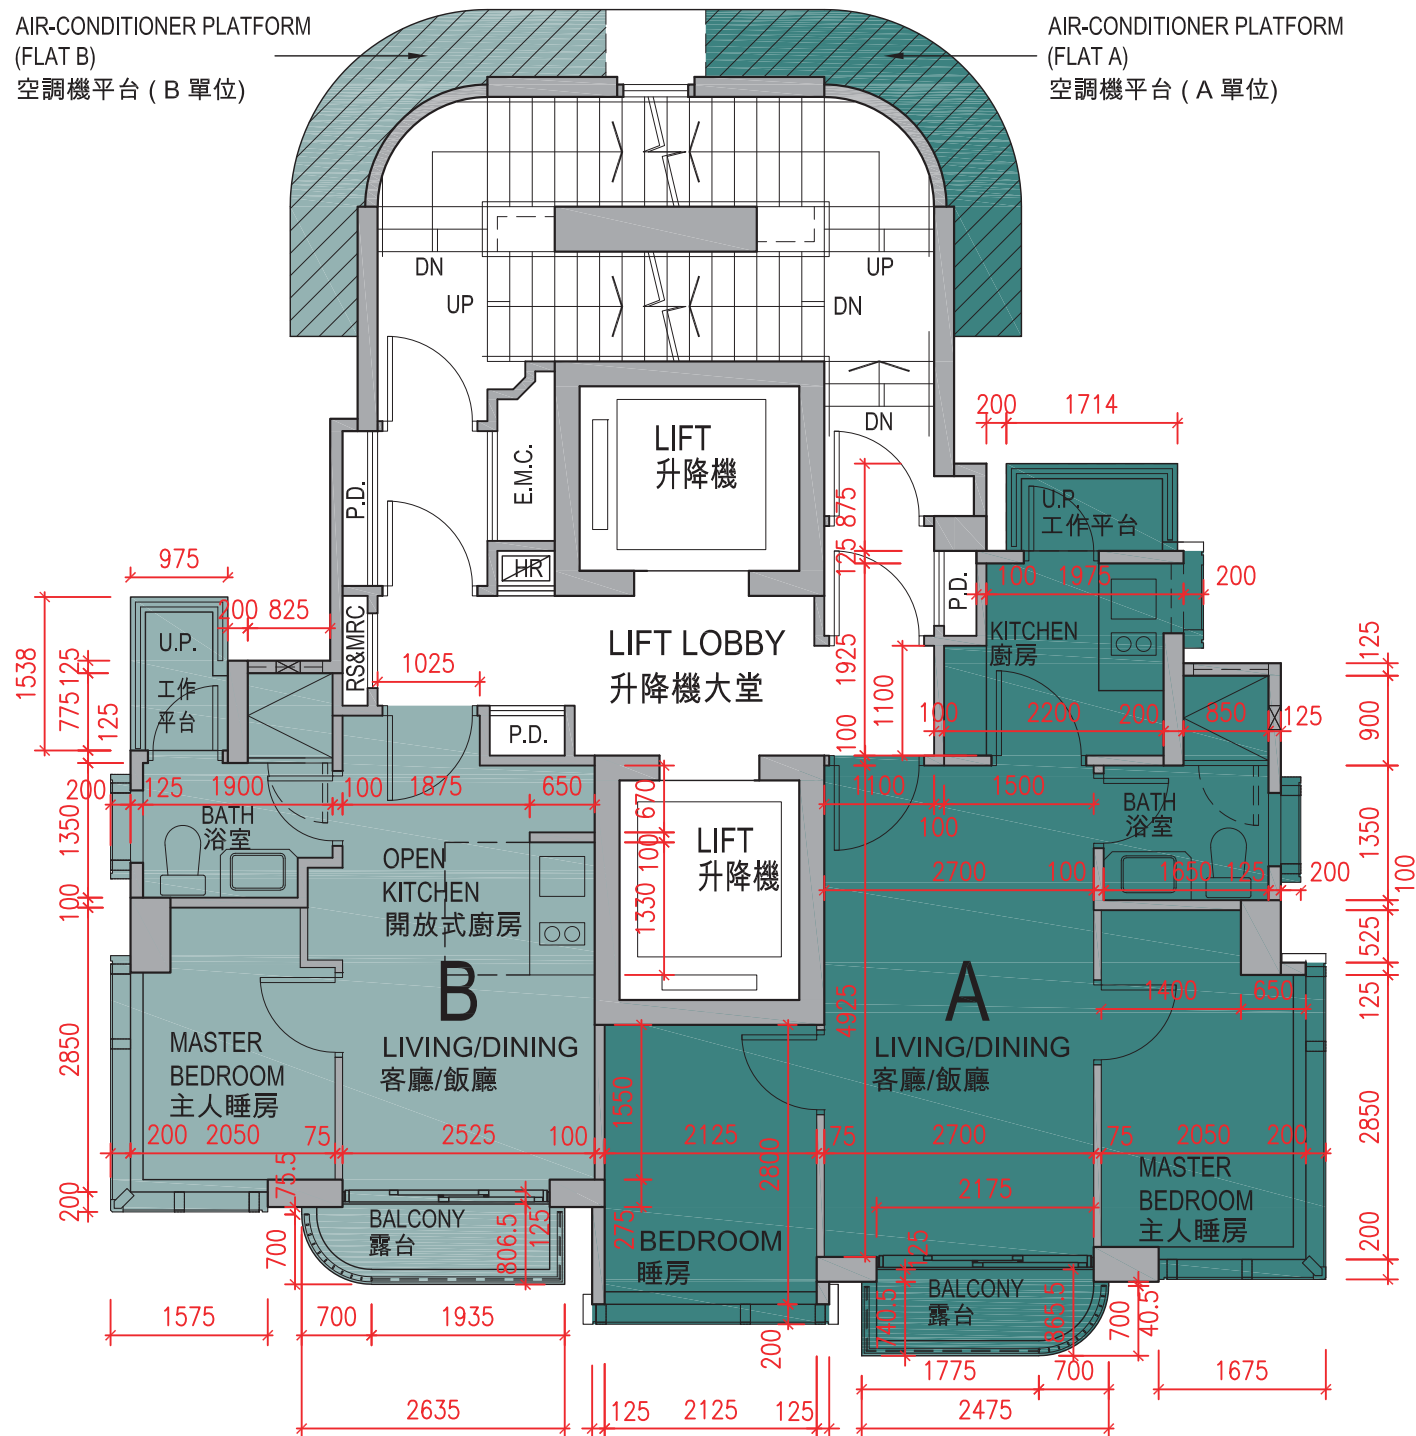 AIR-CONDITIONER PLATFORM
(FLAT B)
空調機平台 ( B 單位)
AIR-CONDITIONER PLATFORM
(FLAT A)
空調機平台 ( A 單位)
DN
UP
UP
DN
DN
LIFT
升降機
E.M.C.
P.D.
HR
RS&MRC
P.D.
LIFT LOBBY
升降機大堂
P.D.
200
1714
U.P.
工作平台
875
125
1925
100
1100
100
1975
200
KITCHEN
廚房
100
2200
200
850
125
125
900
1350
100
525
125
2850
200
975
200
825
1538
125
775
125
U.P.
工作
平台
1025
200
125
1900
100
1875
650
1350
100
2850
200
BATH
浴室
OPEN
KITCHEN
開放式廚房
B
LIVING/DINING
客廳/飯廳
MASTER
BEDROOM
主人睡房
200
2050
75
2525
100
75.5
700
BALCONY
露台
806.5
125
1575
700
1935
2635
670
100
1330
LIFT
升降機
1100
1500
100
2700
100
1650
125
200
BATH
浴室
4925
A
LIVING/DINING
客廳/飯廳
1400
650
1550
2125
2800
75
2700
75
2050
200
MASTER
BEDROOM
主人睡房
275
BEDROOM
睡房
2175
125
BALCONY
露台
740.5
865.5
700
40.5
200
1775
700
1675
125
2125
125
2475